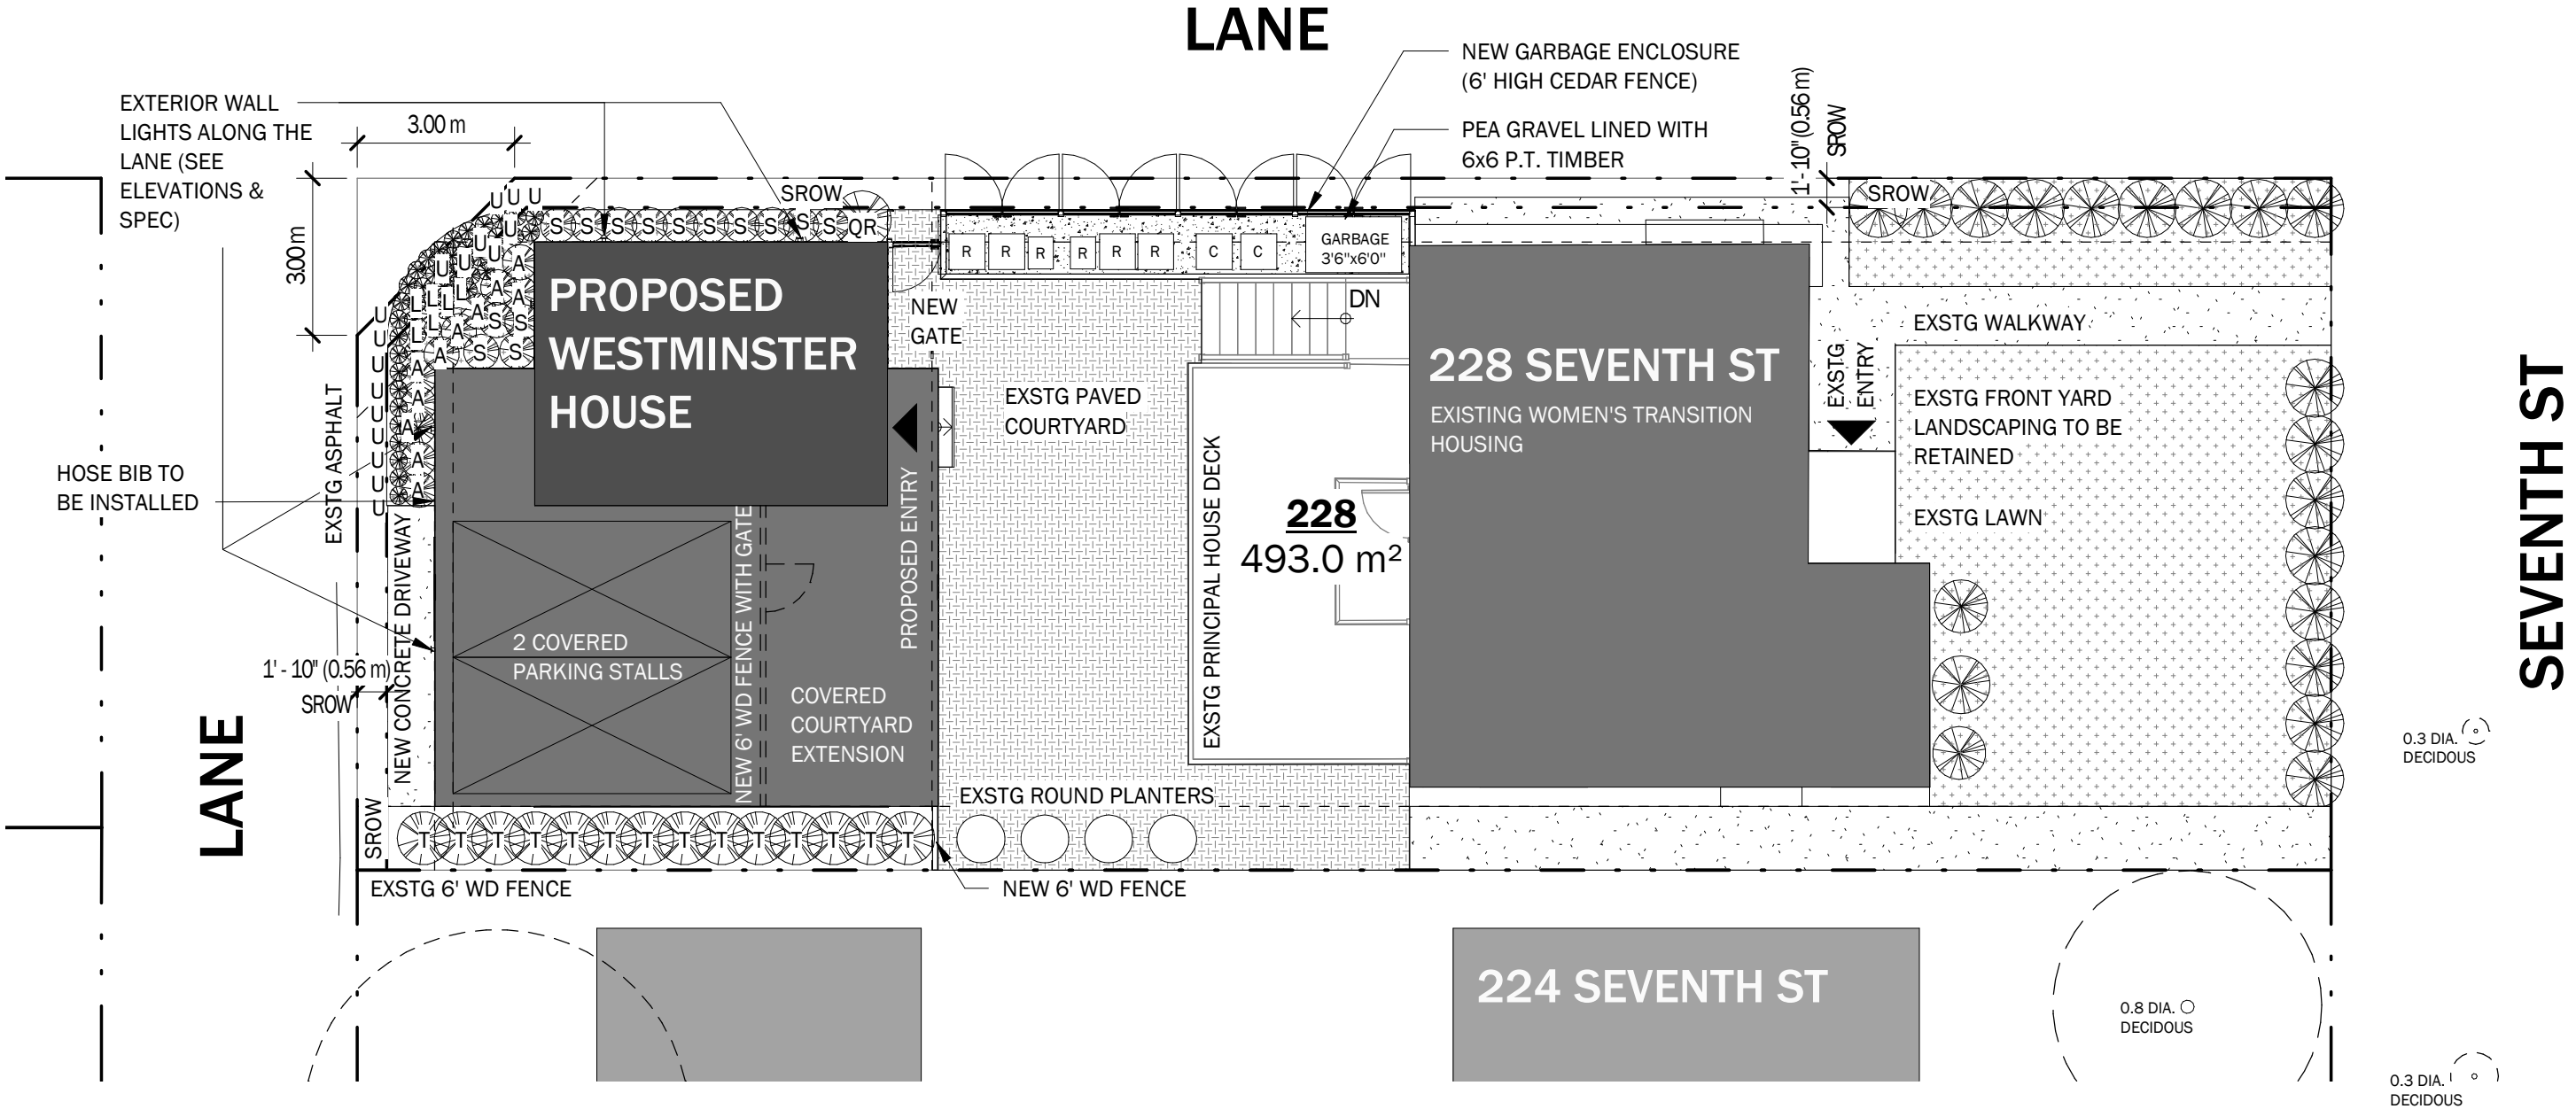 LANE
NEW GARBAGE ENCLOSURE
(6' HIGH CEDAR FENCE)
PEA GRAVEL LINED WITH
6x6 P.T. TIMBER
1'- 10" (0.56 m)
SROW
EXTERIOR WALL
LIGHTS ALONG THE
LANE (SEE
ELEVATIONS &
SPEC)
3.00 m
3.00 m
SROW
SROW
U U U
S S S S S S S S S S QR
R R R R R R C C
GARBAGE
3'6"x6'0"
DN
U U A
U U A A
L L L A S S
L L A S S
A
U U U U U U U U U
A A A A A
PROPOSED
WESTMINSTER
HOUSE
NEW
GATE
EXSTG PAVED
COURTYARD
228 SEVENTH ST
EXISTING WOMEN'S TRANSITION
HOUSING
EXSTG WALKWAY
EXSTG
ENTRY
EXSTG FRONT YARD
LANDSCAPING TO BE
RETAINED
EXSTG LAWN
SEVENTH ST
EXSTG ASPHALT
HOSE BIB TO
BE INSTALLED
NEW CONCRETE DRIVEWAY
NEW 6' WD FENCE WITH GATE
PROPOSED ENTRY
EXSTG PRINCIPAL HOUSE DECK
228
493.0 m²
2 COVERED
PARKING STALLS
COVERED
COURTYARD
EXTENSION
1' - 10" (0.56 m)
SROW
LANE
SROW
T T T T T T T T T T T T T T
EXSTG ROUND PLANTERS
EXSTG 6' WD FENCE
NEW 6' WD FENCE
0.3 DIA.
DECIDOUS
224 SEVENTH ST
0.8 DIA.
DECIDOUS
0.3 DIA.
DECIDOUS